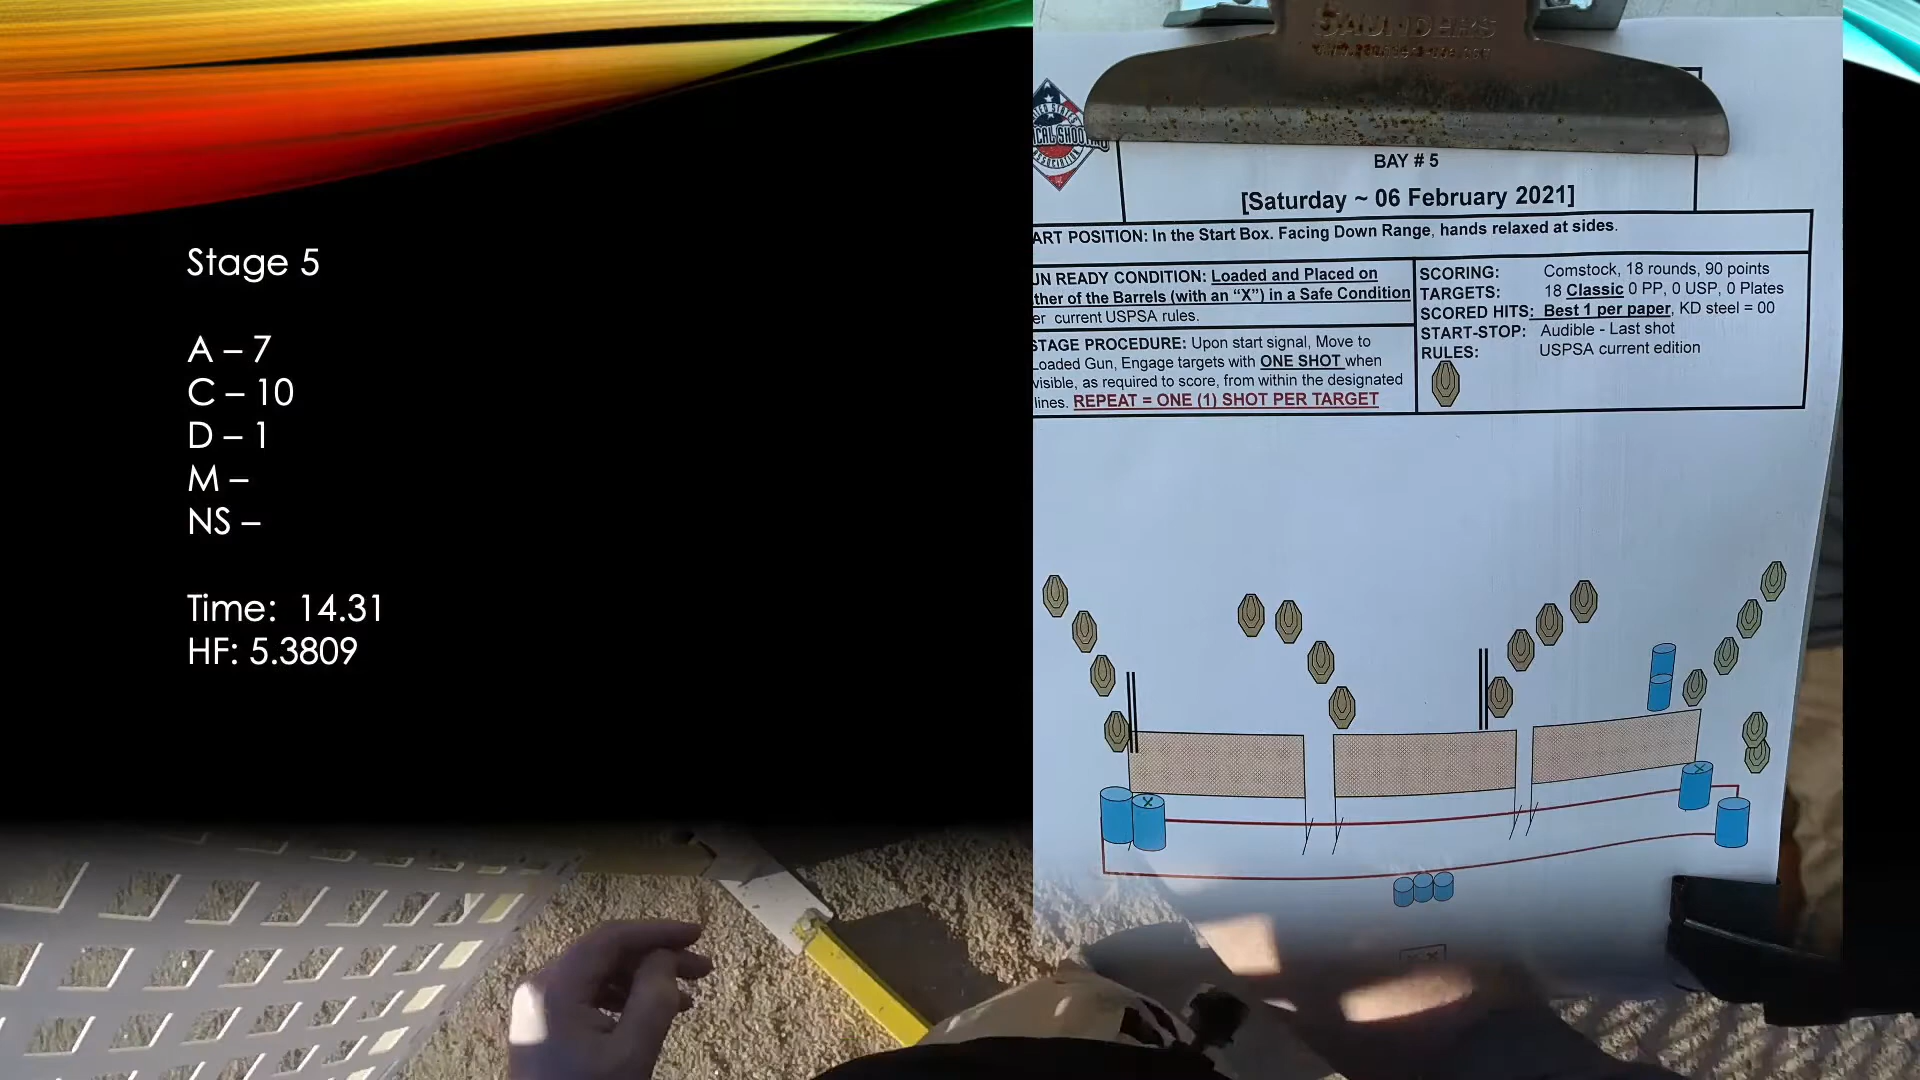 Stage 5
A – 7
C – 10
D – 1
M –
NS –
Time: 14.31
HF: 5.3809
SAUNDERS
BAY # 5
[Saturday ~ 06 February 2021]
ART POSITION: In the Start Box. Facing Down Range, hands relaxed at sides.
UN READY CONDITION: Loaded and Placed on
ther of the Barrels (with an “X”) in a Safe Condition
er current USPSA rules.
STAGE PROCEDURE: Upon start signal, Move to
Loaded Gun, Engage targets with ONE SHOT when
visible, as required to score, from within the designated
lines. REPEAT = ONE (1) SHOT PER TARGET
SCORING: Comstock, 18 rounds, 90 points
TARGETS: 18 Classic 0 PP, 0 USP, 0 Plates
SCORED HITS: Best 1 per paper, KD steel = 00
START-STOP: Audible - Last shot
RULES: USPSA current edition
X
X